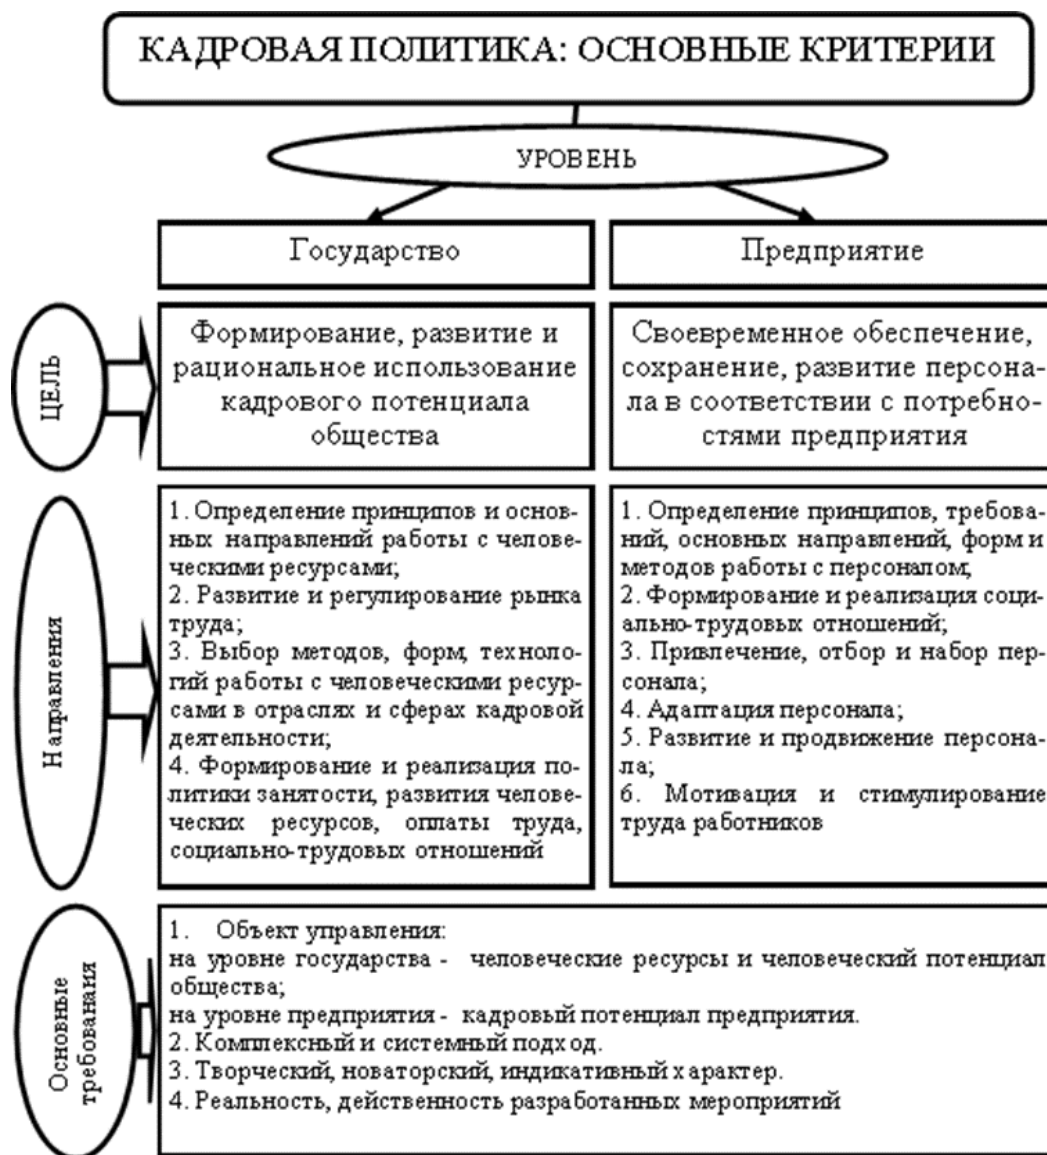 КАДРОВАЯ ПОЛИТИКА: ОСНОВНЫЕ КРИТЕРИИ
УРОВЕНЬ
Государство
Предприятие
ЦЕЛЬ
Формирование, развитие и
рациональное использование
кадрового потенциала
общества
Своевременное обеспечение,
сохранение, развитие персона-
ла в соответствии с потребно-
стями предприятия
Направления
1. Определение принципов и основ-
ных направлений работы с челове-
ческими ресурсами;
2. Развитие и регулирование рынка
труда;
3. Выбор методов, форм, техноло-
гий работы с человеческими ресур-
сами в отраслях и сферах кадровой
деятельности;
4. Формирование и реализация по-
литики занятости, развития челове-
ческих ресурсов, оплаты труда,
социально-трудовых отношений
1. Определение принципов, требова-
ний, основных направлений, форм и
методов работы с персоналом;
2. Формирование и реализация соци-
ально-трудовых отношений;
3. Привлечение, отбор и набор пер-
сонала;
4. Адаптация персонала;
5. Развитие и продвижение персона-
ла;
6. Мотивация и стимулирование
труда работников
Основные
требованаия
1. Объект управления:
на уровне государства - человеческие ресурсы и человеческий потенциал
общества;
на уровне предприятия - кадровый потенциал предприятия.
2. Комплексный и системный подход.
3. Творческий, новаторский, индикативный характер.
4. Реальность, действенность разработанных мероприятий